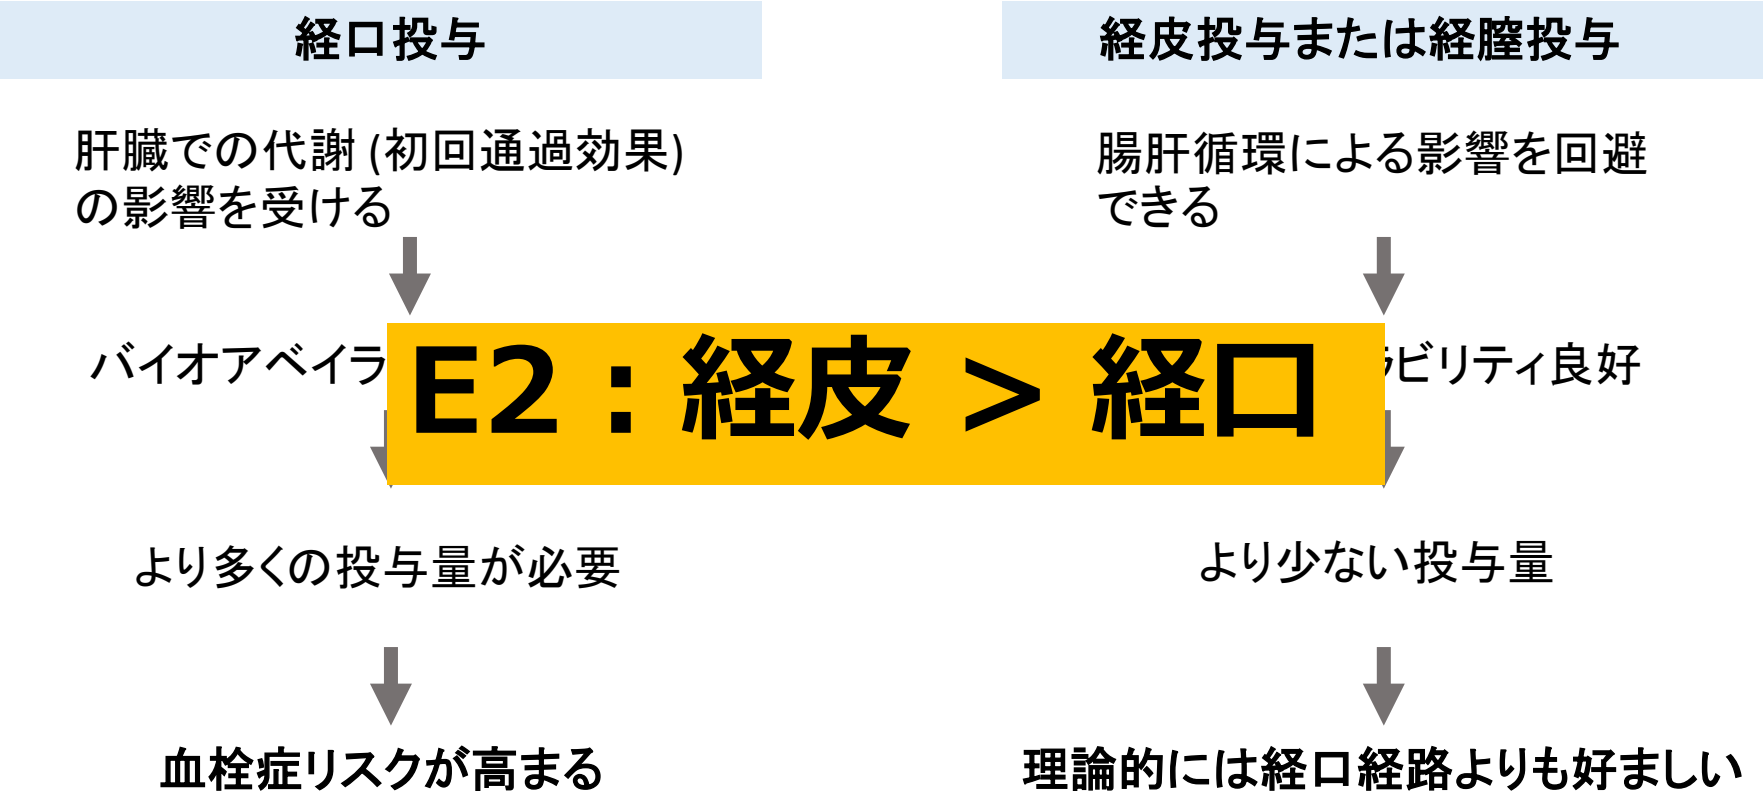 経口投与
肝臓での代謝 (初回通過効果)
の影響を受ける
バイオアベイラ
より多くの投与量が必要
血栓症リスクが高まる
E2：経皮 > 経口
経皮投与または経膣投与
腸肝循環による影響を回避
できる
ラビリティ良好
より少ない投与量
理論的には経口経路よりも好ましい